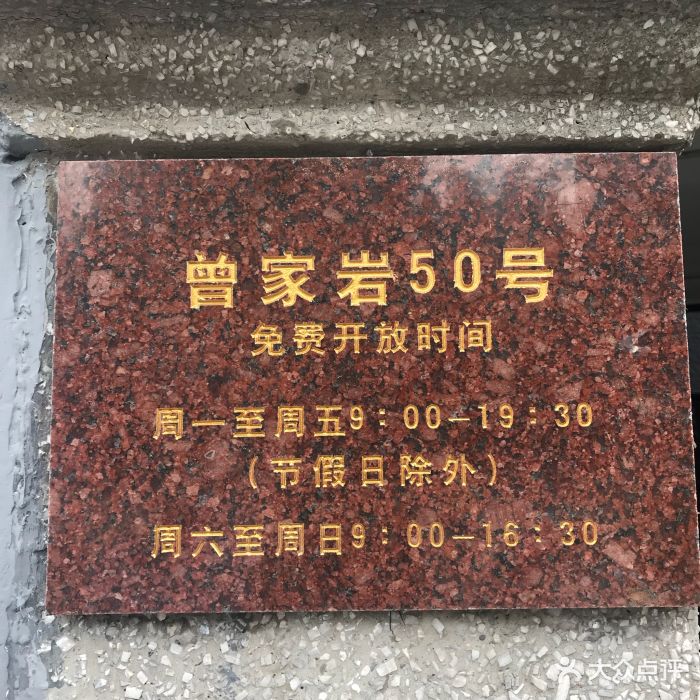 曾家岩50号
免费开放时间
周一至周五9:00-19:30
(节假日除外)
周六至周日9:00-16:30
大众点评